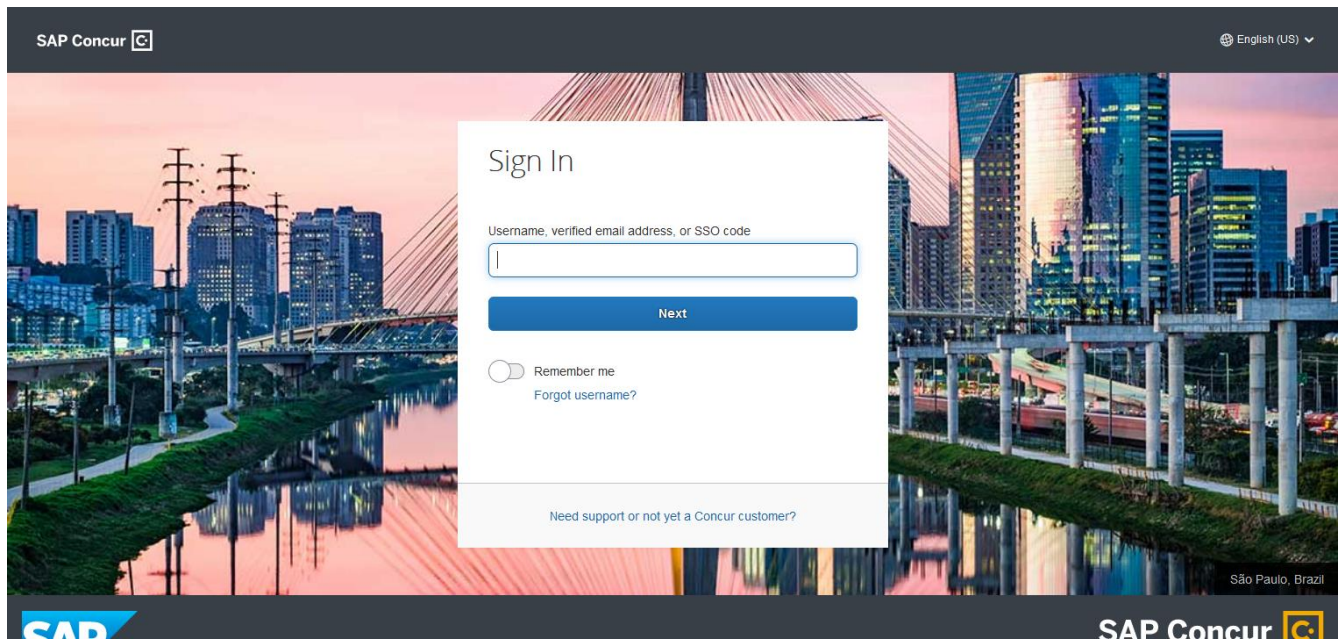 SAP Concur
English (US)
Sign In
Username, verified email address, or SSO code
Next
Remember me
Forgot username?
Need support or not yet a Concur customer?
São Paulo, Brazil
SAP
SAP Concur